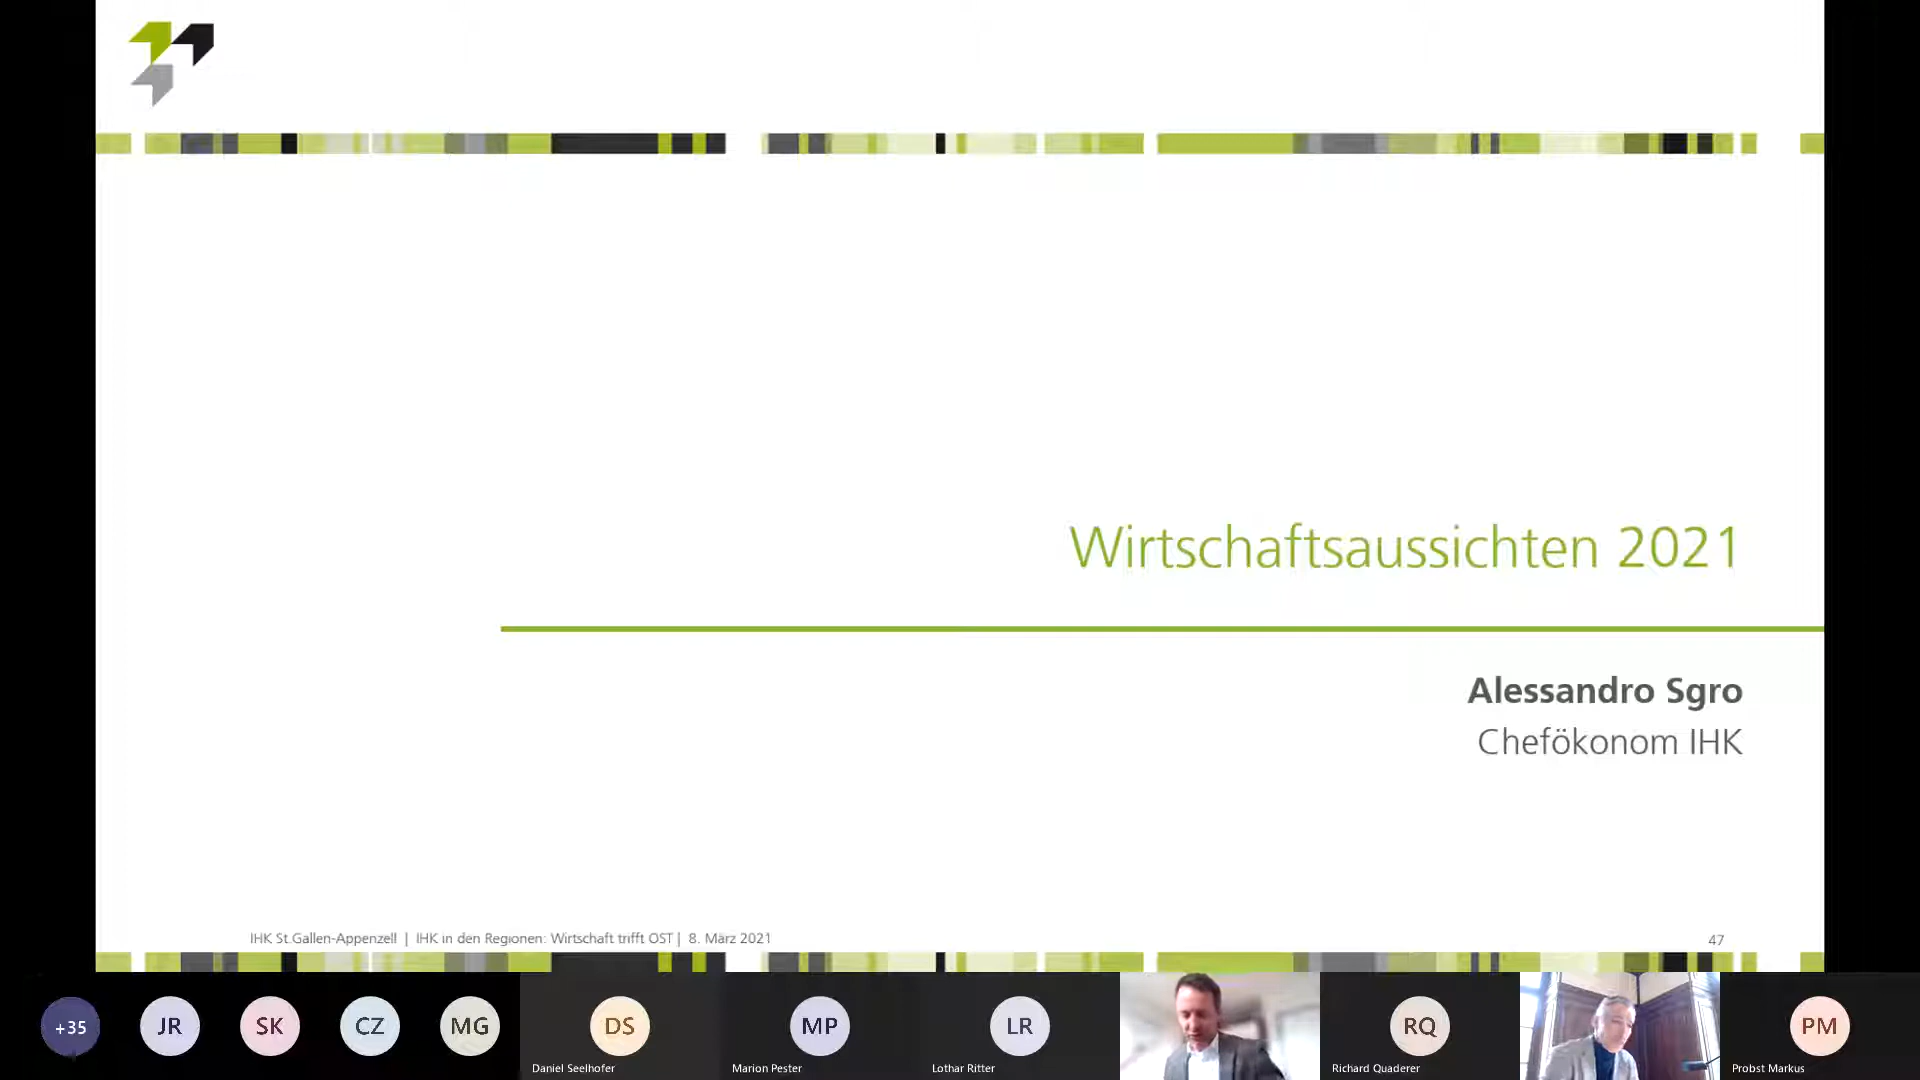 Wirtschaftsaussichten 2021
Alessandro Sgro
Chefökonom IHK
IHK St.Gallen-Appenzell | IHK in den Regionen: Wirtschaft trifft OST | 8. März 2021
47
+35
JR
SK
CZ
MG
DS
MP
LR
RQ
PM
Daniel Seelhofer
Marion Pester
Lothar Ritter
Richard Quaderer
Probst Markus